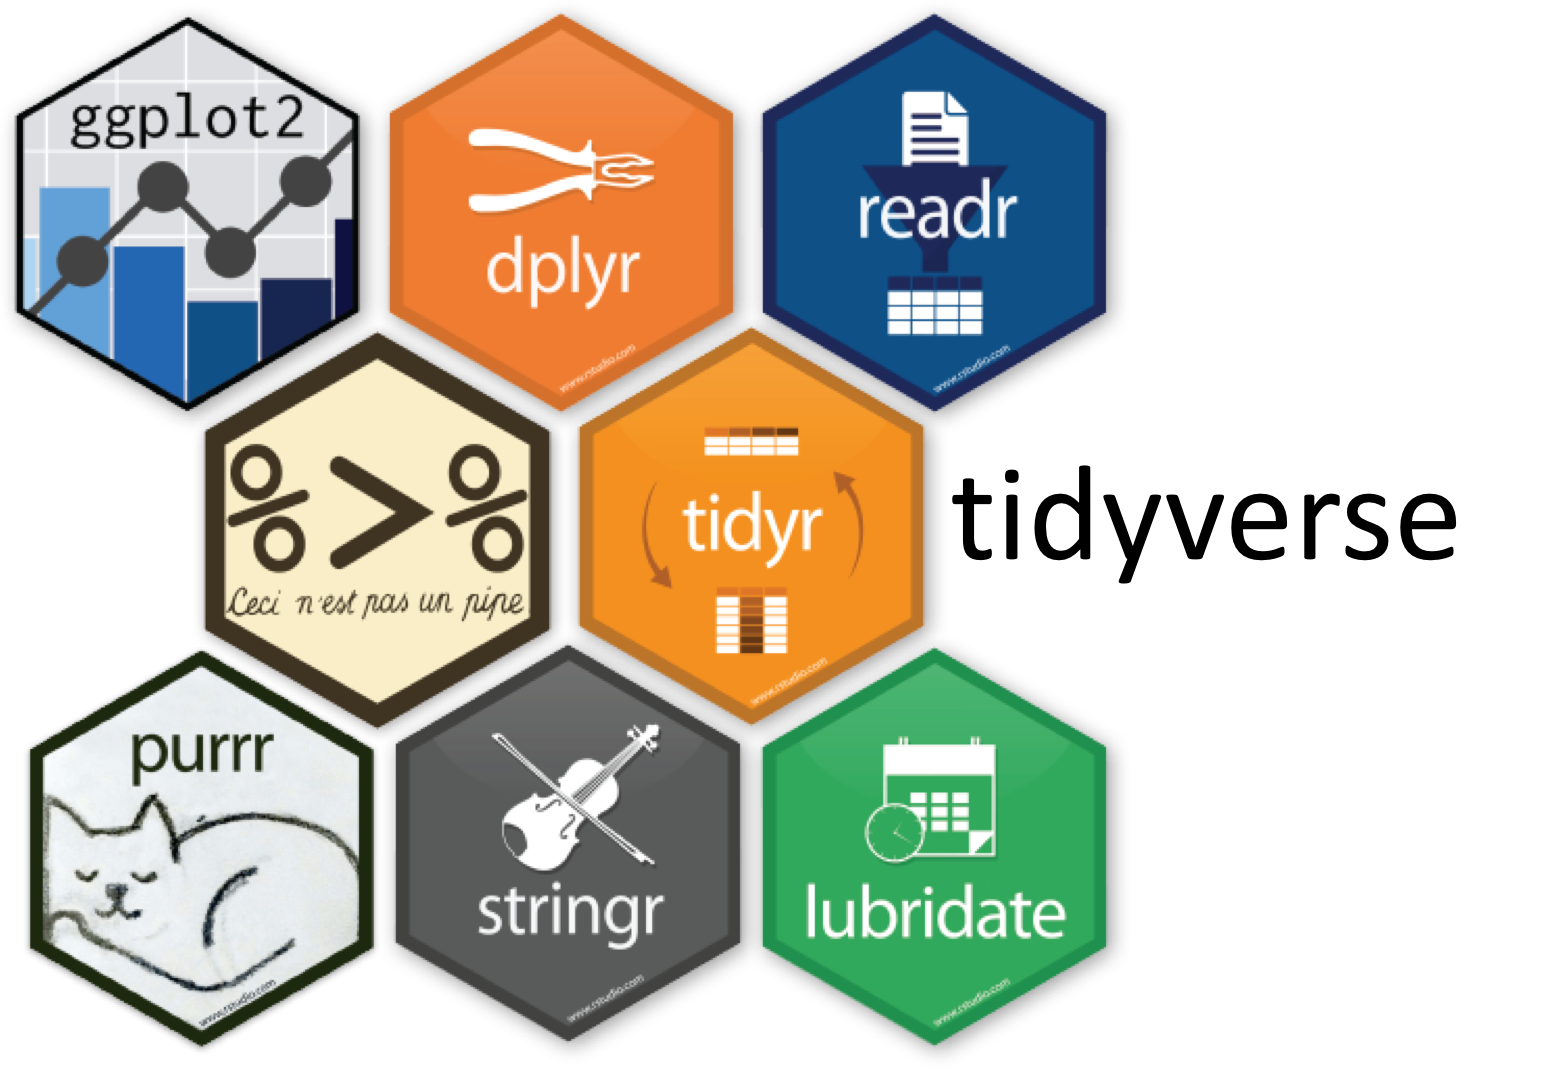 ggplot2
dplyr
www.rstudio.com
readr
www.rstudio.com
%>%
Ceci n'est pas un pipe
tidyr
www.rstudio.com
tidyverse
purrr
www.rstudio.com
stringr
www.rstudio.com
lubridate
www.rstudio.com